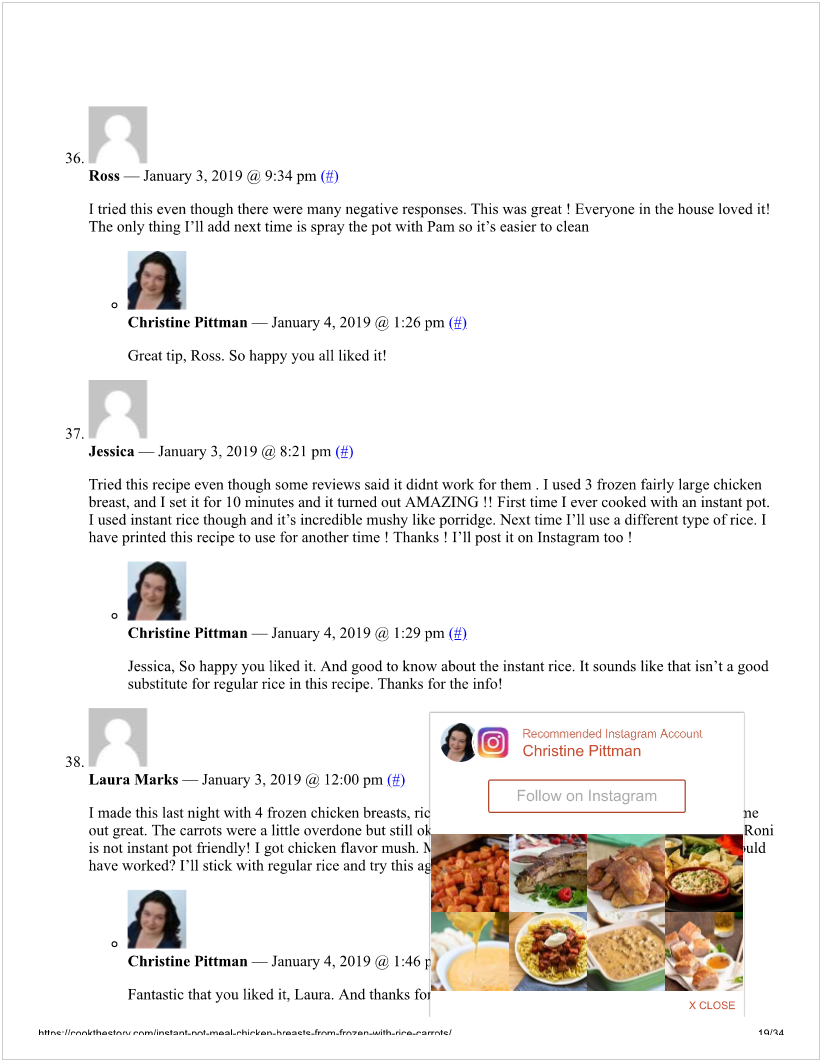 36.
Ross — January 3, 2019 @ 9:34 pm (#)
I tried this even though there were many negative responses. This was great ! Everyone in the house loved it!
The only thing I’ll add next time is spray the pot with Pam so it’s easier to clean
Christine Pittman — January 4, 2019 @ 1:26 pm (#)
Great tip, Ross. So happy you all liked it!
37.
Jessica — January 3, 2019 @ 8:21 pm (#)
Tried this recipe even though some reviews said it didnt work for them . I used 3 frozen fairly large chicken
breast, and I set it for 10 minutes and it turned out AMAZING !! First time I ever cooked with an instant pot.
I used instant rice though and it’s incredible mushy like porridge. Next time I’ll use a different type of rice. I
have printed this recipe to use for another time ! Thanks ! I’ll post it on Instagram too !
Christine Pittman — January 4, 2019 @ 1:29 pm (#)
Jessica, So happy you liked it. And good to know about the instant rice. It sounds like that isn’t a good
substitute for regular rice in this recipe. Thanks for the info!
38.
Laura Marks — January 3, 2019 @ 12:00 pm (#)
I made this last night with 4 frozen chicken breasts, ric me
out great. The carrots were a little overdone but still ok Roni
is not instant pot friendly! I got chicken flavor mush. M ould
have worked? I’ll stick with regular rice and try this ag
Christine Pittman — January 4, 2019 @ 1:46 p
Fantastic that you liked it, Laura. And thanks for
Recommended Instagram Account
Christine Pittman
Follow on Instagram
X CLOSE
https://cookthestory.com/instant-pot-meal-chicken-breasts-from-frozen-with-rice-carrots/ 19/34